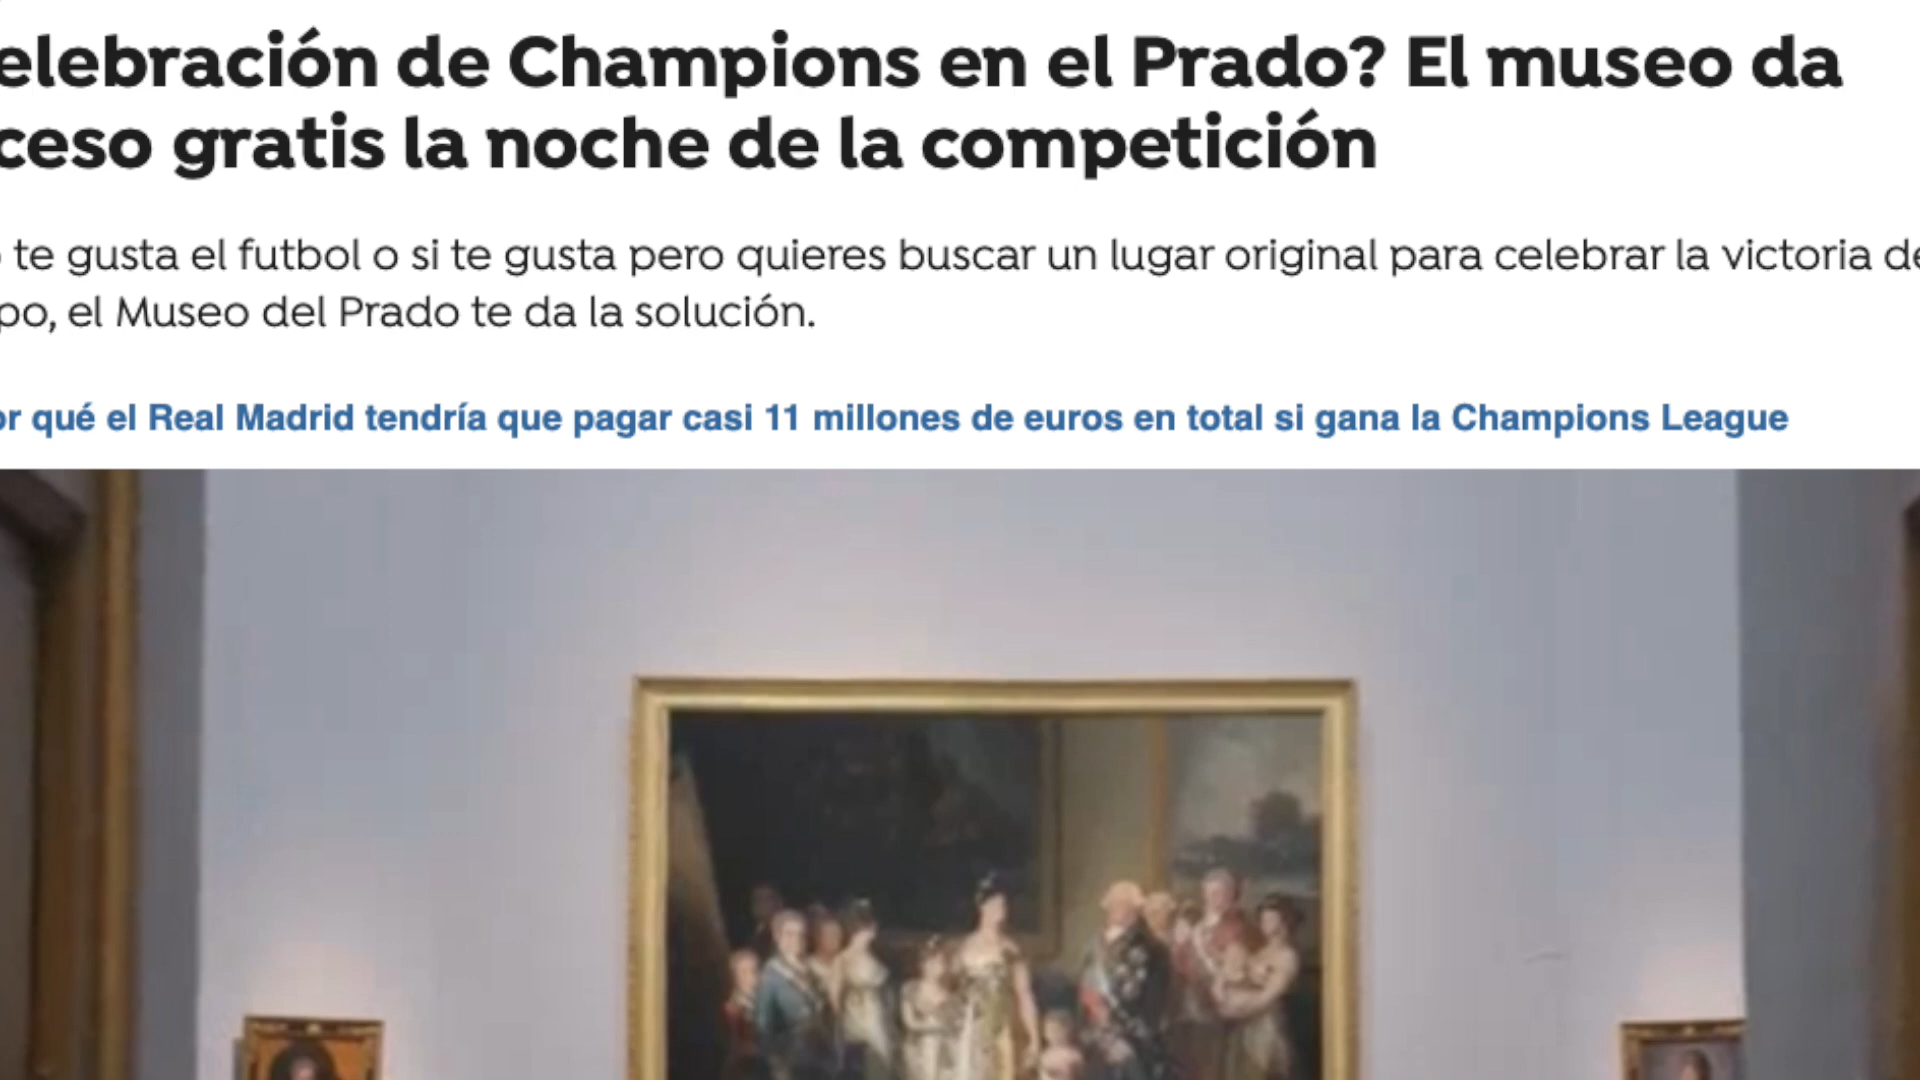 elebración de Champions en el Prado? El museo da
ceso gratis la noche de la competición
te gusta el futbol o si te gusta pero quieres buscar un lugar original para celebrar la victoria de
po, el Museo del Prado te da la solución.
or qué el Real Madrid tendría que pagar casi 11 millones de euros en total si gana la Champions League